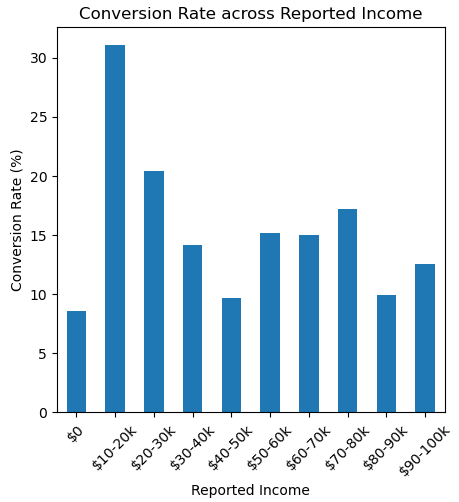 Conversion Rate across Reported Income
Conversion Rate (%)
30
25
20
15
10
5
0
$0
$10-20k
$20-30k
$30-40k
$40-50k
$50-60k
$60-70k
$70-80k
$80-90k
$90-100k
Reported Income